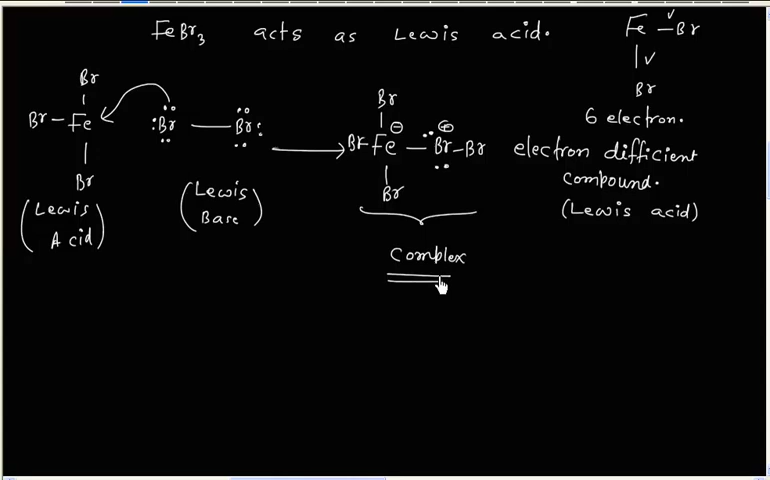 FeBr3 acts as Lewis acid.
Fe — Br
Br
6 electron.
electron difficient
compound.
(Lewis acid)
Br
Br — Fe
Br
(Lewis
Acid)
:Br — Br:
(Lewis
Base)
Br
Br Fe ⊖ — Br ⊕ — Br
Br
Complex